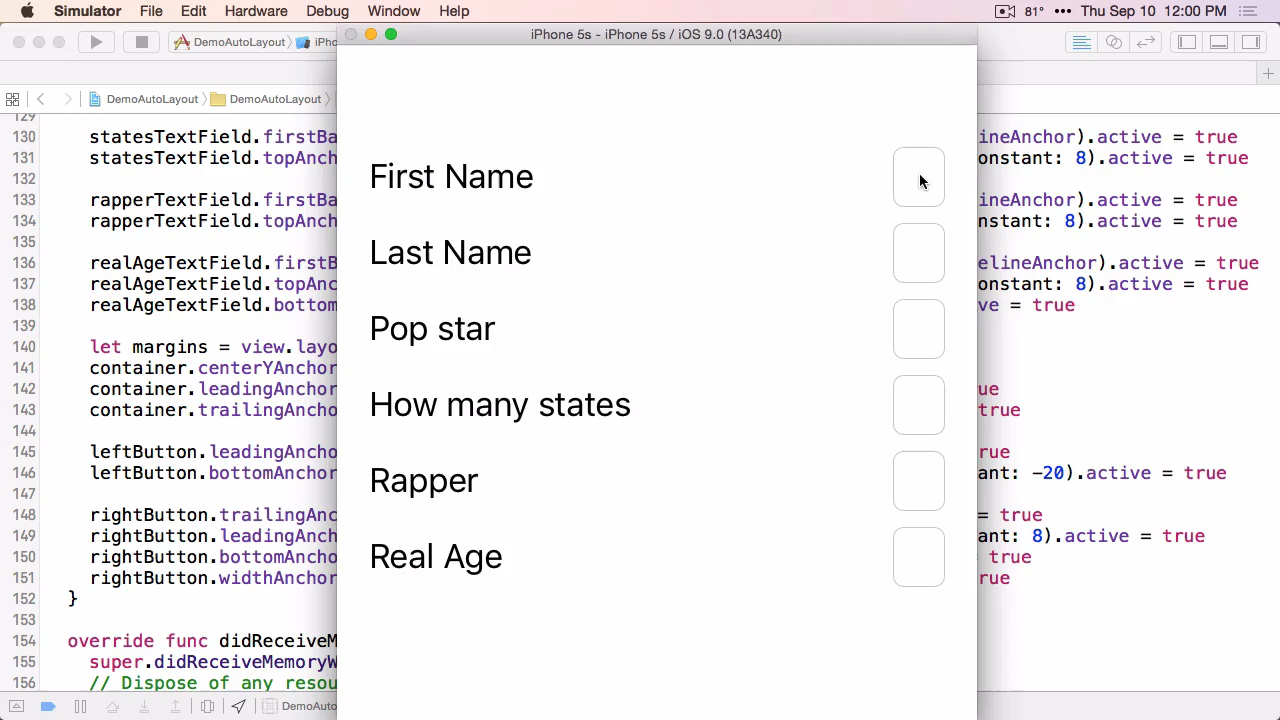 Simulator File Edit Hardware Debug Window Help 81° ••• Thu Sep 10 12:00 PM
DemoAutoLayout iPho
iPhone 5s - iPhone 5s / iOS 9.0 (13A340)
DemoAutoLayout DemoAutoLayout
129
130 statesTextField.firstBa lineAnchor).active = true
131 statesTextField.topAnch onstant: 8).active = true
132
133 rapperTextField.firstBa ineAnchor).active = true
134 rapperTextField.topAnch nstant: 8).active = true
135
136 realAgeTextField.firstB elineAnchor).active = true
137 realAgeTextField.topAnc onstant: 8).active = true
138 realAgeTextField.bottom ve = true
139
140 let margins = view.layo
141 container.centerYAnchor
142 container.leadingAnchor ue
143 container.trailingAncho true
144
145 leftButton.leadingAncho rue
146 leftButton.bottomAnchor ant: -20).active = true
147
148 rightButton.trailingAnc = true
149 rightButton.leadingAnch ant: 8).active = true
150 rightButton.bottomAncho true
151 rightButton.widthAnchor rue
152 }
153
154 override func didReceiveM
155 super.didReceiveMemoryW
156 // Dispose of any resou
First Name
Last Name
Pop star
How many states
Rapper
Real Age
DemoAuto